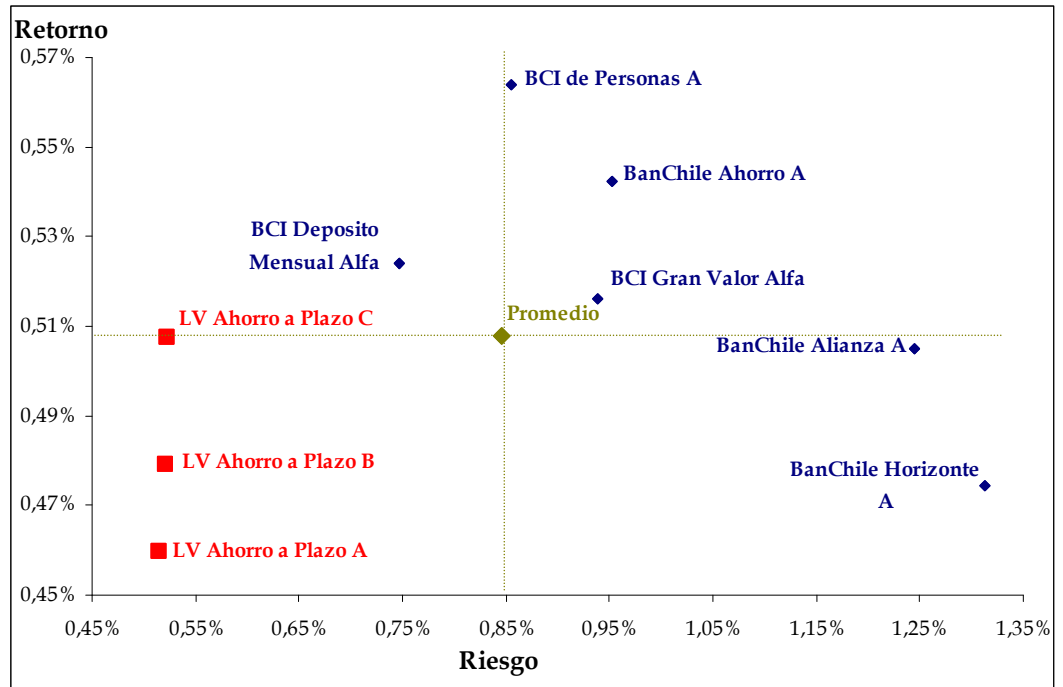 Retorno
0,57%
BCI de Personas A
0,55%
BanChile Ahorro A
0,53%
BCI Deposito
Mensual Alfa
BCI Gran Valor Alfa
LV Ahorro a Plazo C
Promedio
0,51%
BanChile Alianza A
0,49%
LV Ahorro a Plazo B
BanChile Horizonte
A
0,47%
LV Ahorro a Plazo A
0,45%
0,45% 0,55% 0,65% 0,75% 0,85% 0,95% 1,05% 1,15% 1,25% 1,35%
Riesgo